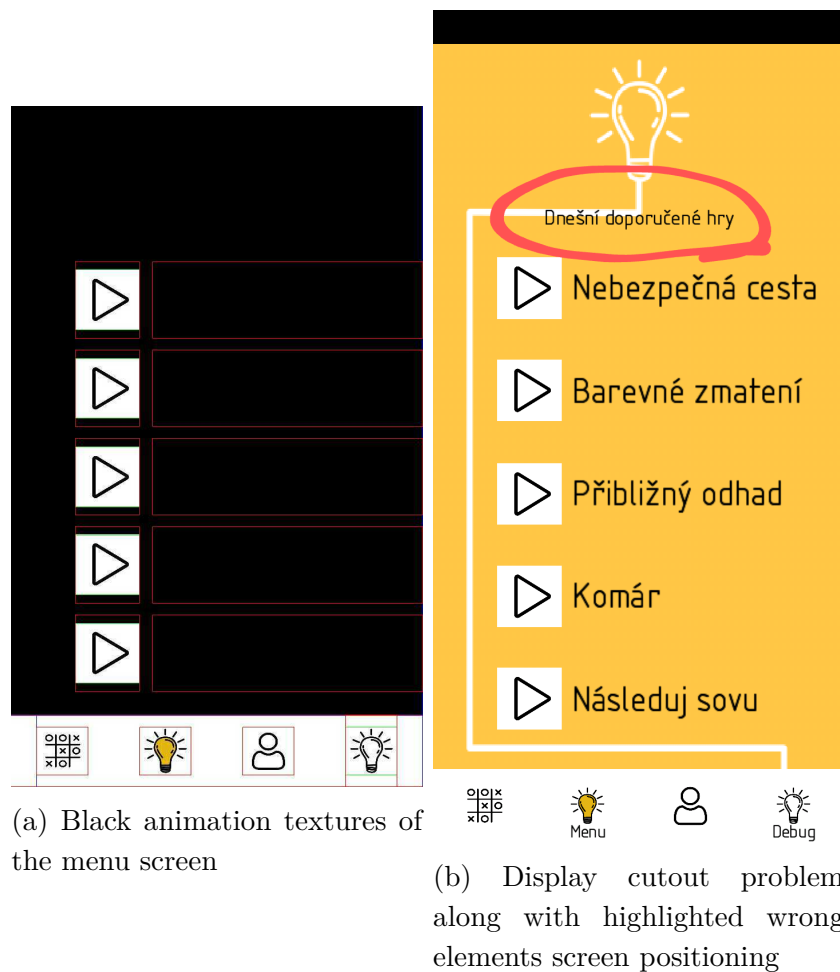 (a) Black animation textures of
the menu screen
Dnešní doporučené hry
Nebezpečná cesta
Barevné zmatení
Přibližný odhad
Komár
Následuj sovu
Menu
Debug
(b) Display cutout problem
along with highlighted wrong
elements screen positioning